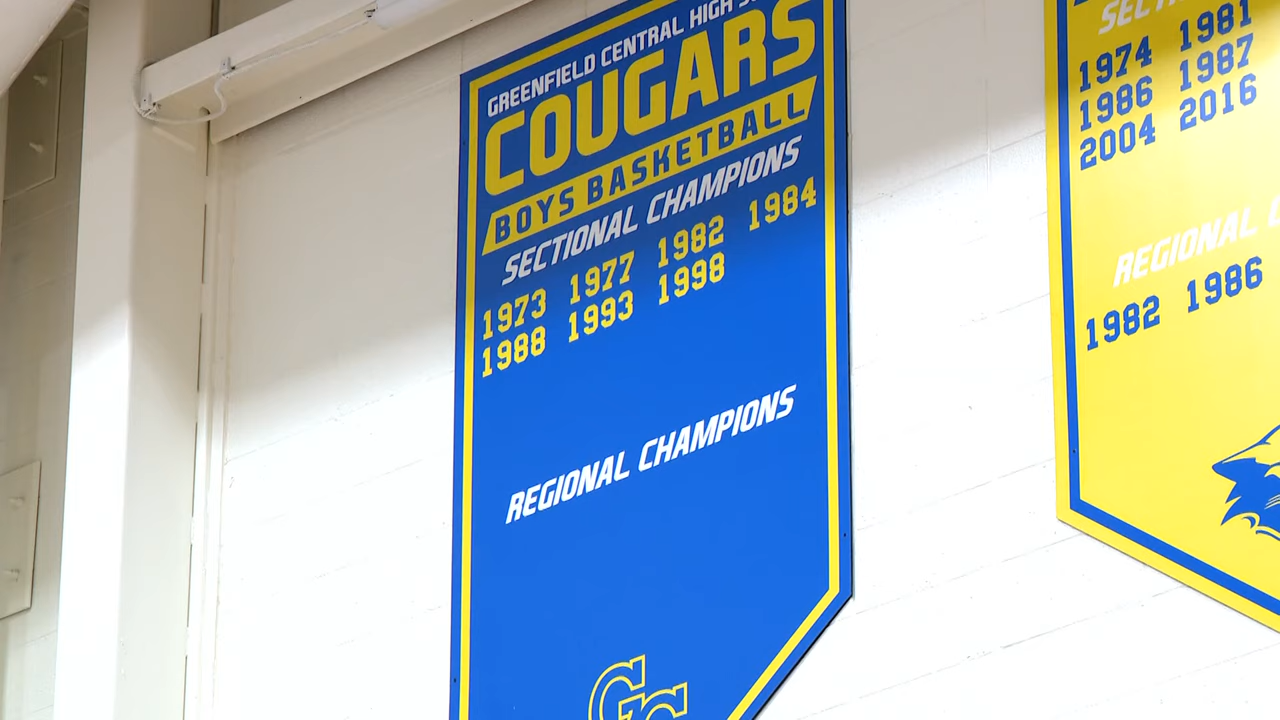 GREENFIELD CENTRAL HIGH
COUGARS
BOYS BASKETBALL
SECTIONAL CHAMPIONS
1973 1977 1982 1984
1988 1993 1998
REGIONAL CHAMPIONS
GC
1974 1981
1986 1987
2004 2016
REGIONAL
1982 1986